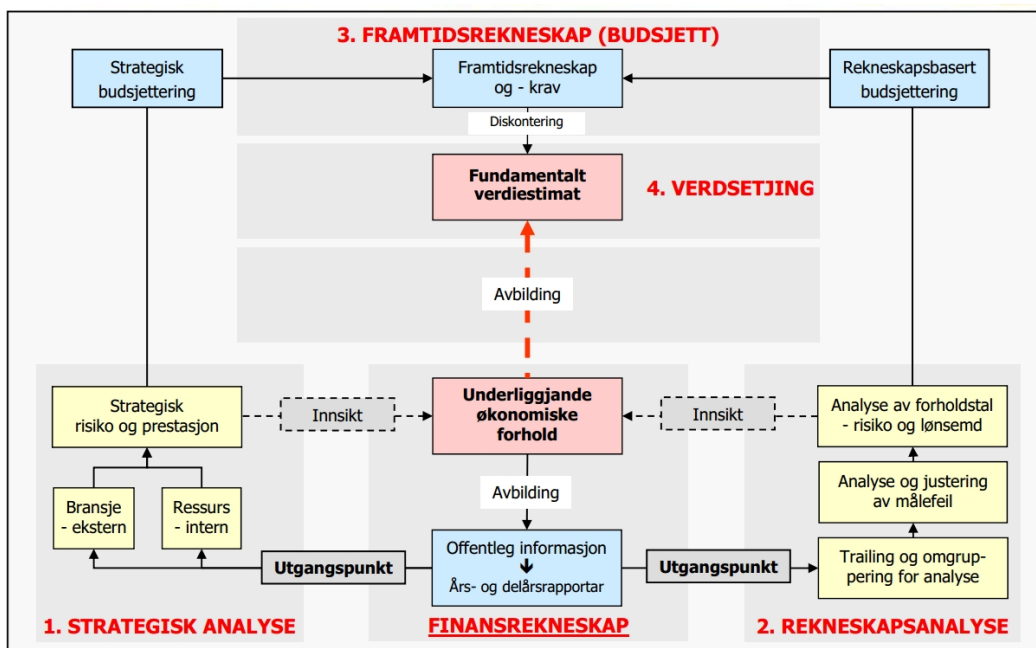 3. FRAMTIDSREKNESKAP (BUDSJETT)
Strategisk
budsjettering
Framtidsrekneskap
og - krav
Rekneskapsbasert
budsjettering
Diskontering
Fundamentalt
verdiestimat
4. VERDSETJING
Avbilding
Strategisk
risiko og prestasjon
Innsikt
Underliggjande
økonomiske
forhold
Innsikt
Analyse av forholdstal
- risiko og lønsemd
Bransje
- ekstern
Ressurs
- intern
Avbilding
Analyse og justering
av målefeil
Utgangspunkt
Offentleg informasjon
Års- og delårsrapportar
Utgangspunkt
Trailing og omgrup-
pering for analyse
1. STRATEGISK ANALYSE
FINANSREKNESKAP
2. REKNESKAPSANALYSE